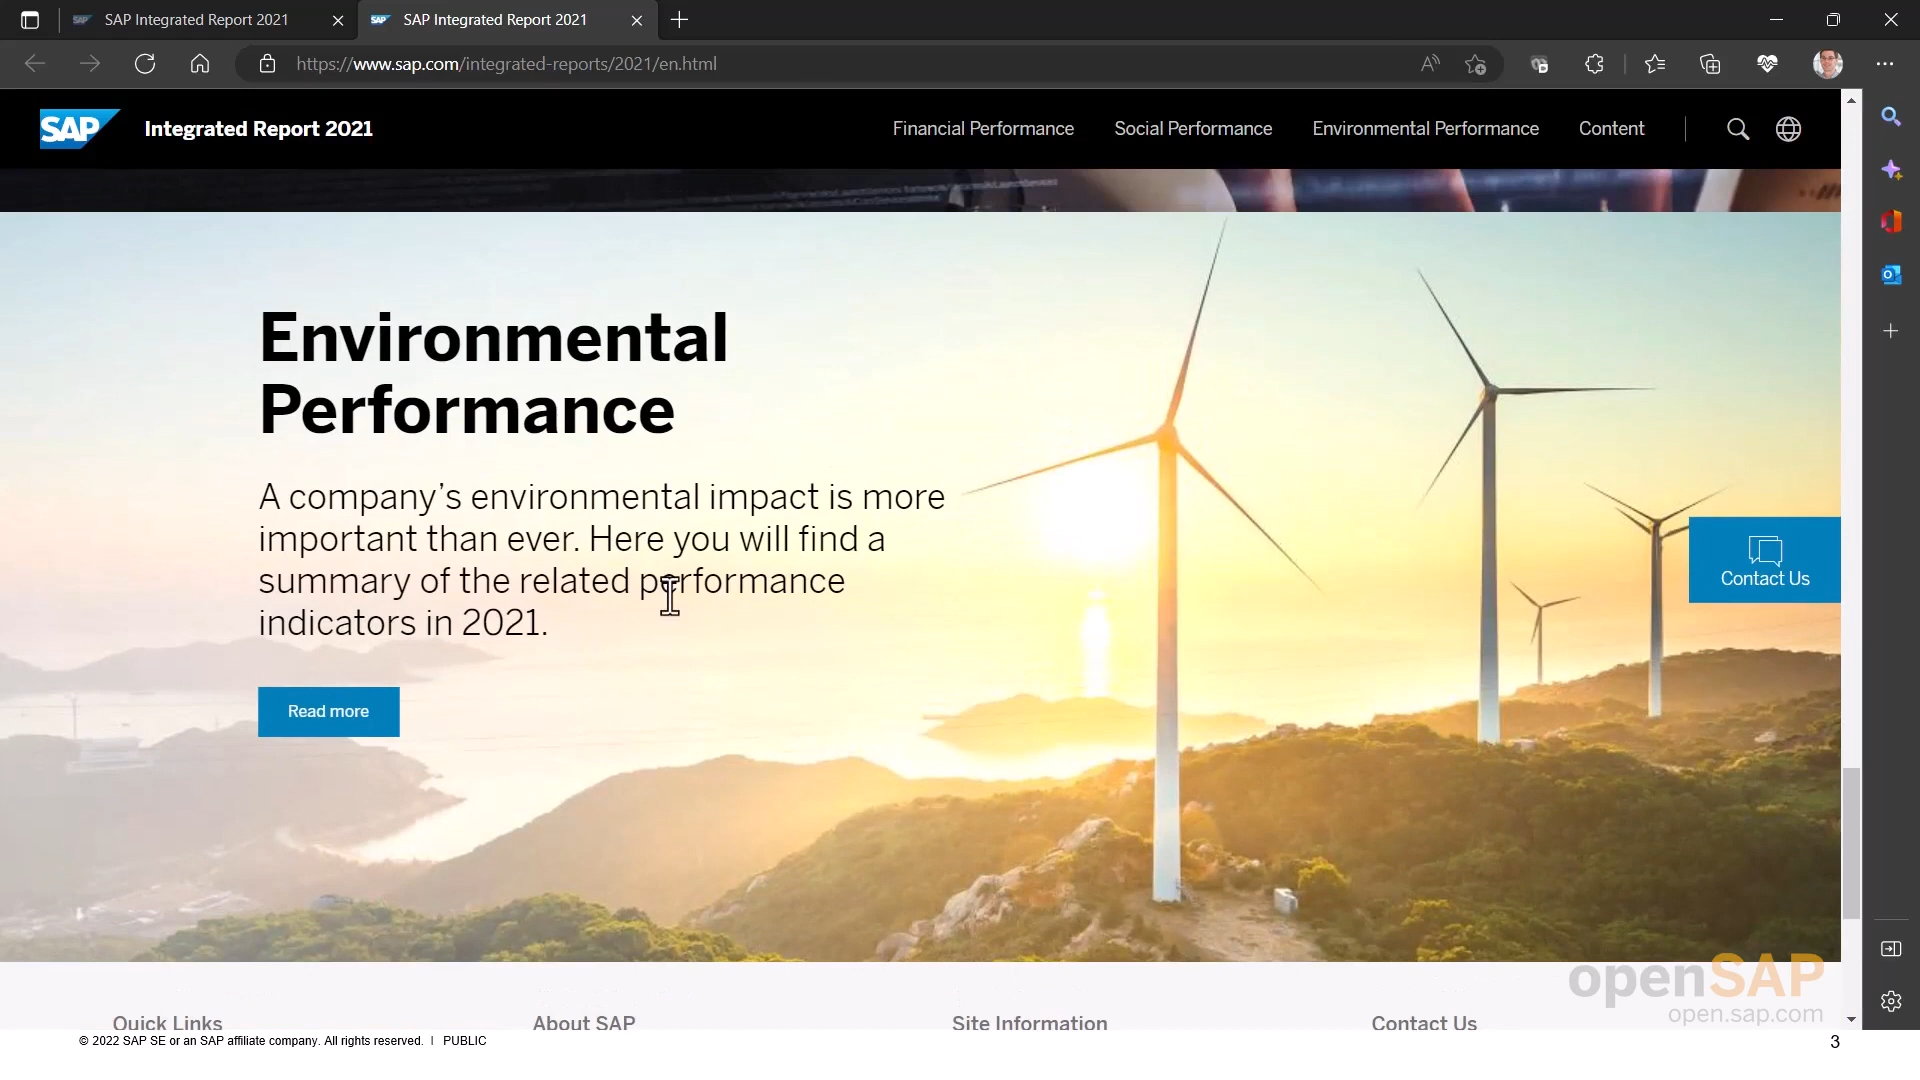 SAP Integrated Report 2021
SAP Integrated Report 2021
https://www.sap.com/integrated-reports/2021/en.html
SAP
Integrated Report 2021
Financial Performance
Social Performance
Environmental Performance
Content
Environmental
Performance
A company’s environmental impact is more
important than ever. Here you will find a
summary of the related performance
indicators in 2021.
Read more
Contact Us
openSAP
open.sap.com
Quick Links
About SAP
Site Information
Contact Us
© 2022 SAP SE or an SAP affiliate company. All rights reserved. | PUBLIC
3